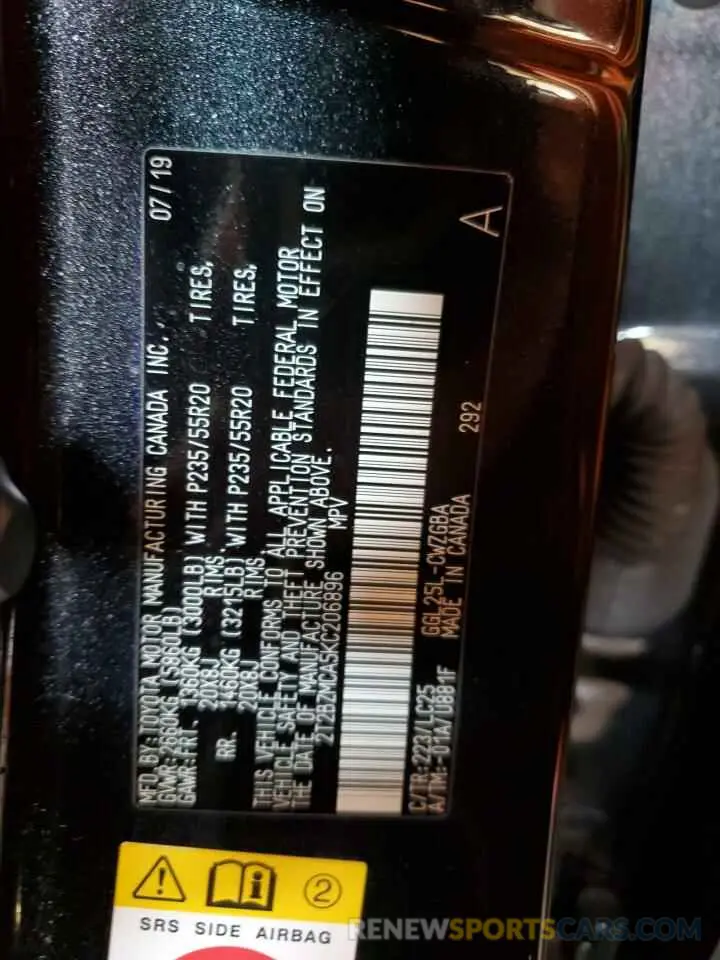 MFD. BY: TOYOTA MOTOR MANUFACTURING CANADA INC. 07/19
GVWR: 2660KG (5860LB)
GAWR: FRT. 1360KG (3000LB) WITH P235/55R20 TIRES,
20X8J RIMS.
RR. 1460KG (3215LB) WITH P235/55R20 TIRES,
20X8J RIMS.
THIS VEHICLE CONFORMS TO ALL APPLICABLE FEDERAL MOTOR
VEHICLE SAFETY AND THEFT PREVENTION STANDARDS IN EFFECT ON
THE DATE OF MANUFACTURE SHOWN ABOVE.
2T2BZMCA5KC206896 MPV
C/TR: 223/LC25 GGL25L-CWZGBA
A/TM: -01A/U881F MADE IN CANADA 292 A
2
SRS SIDE AIRBAG
RENEWSPORTSCARS.COM